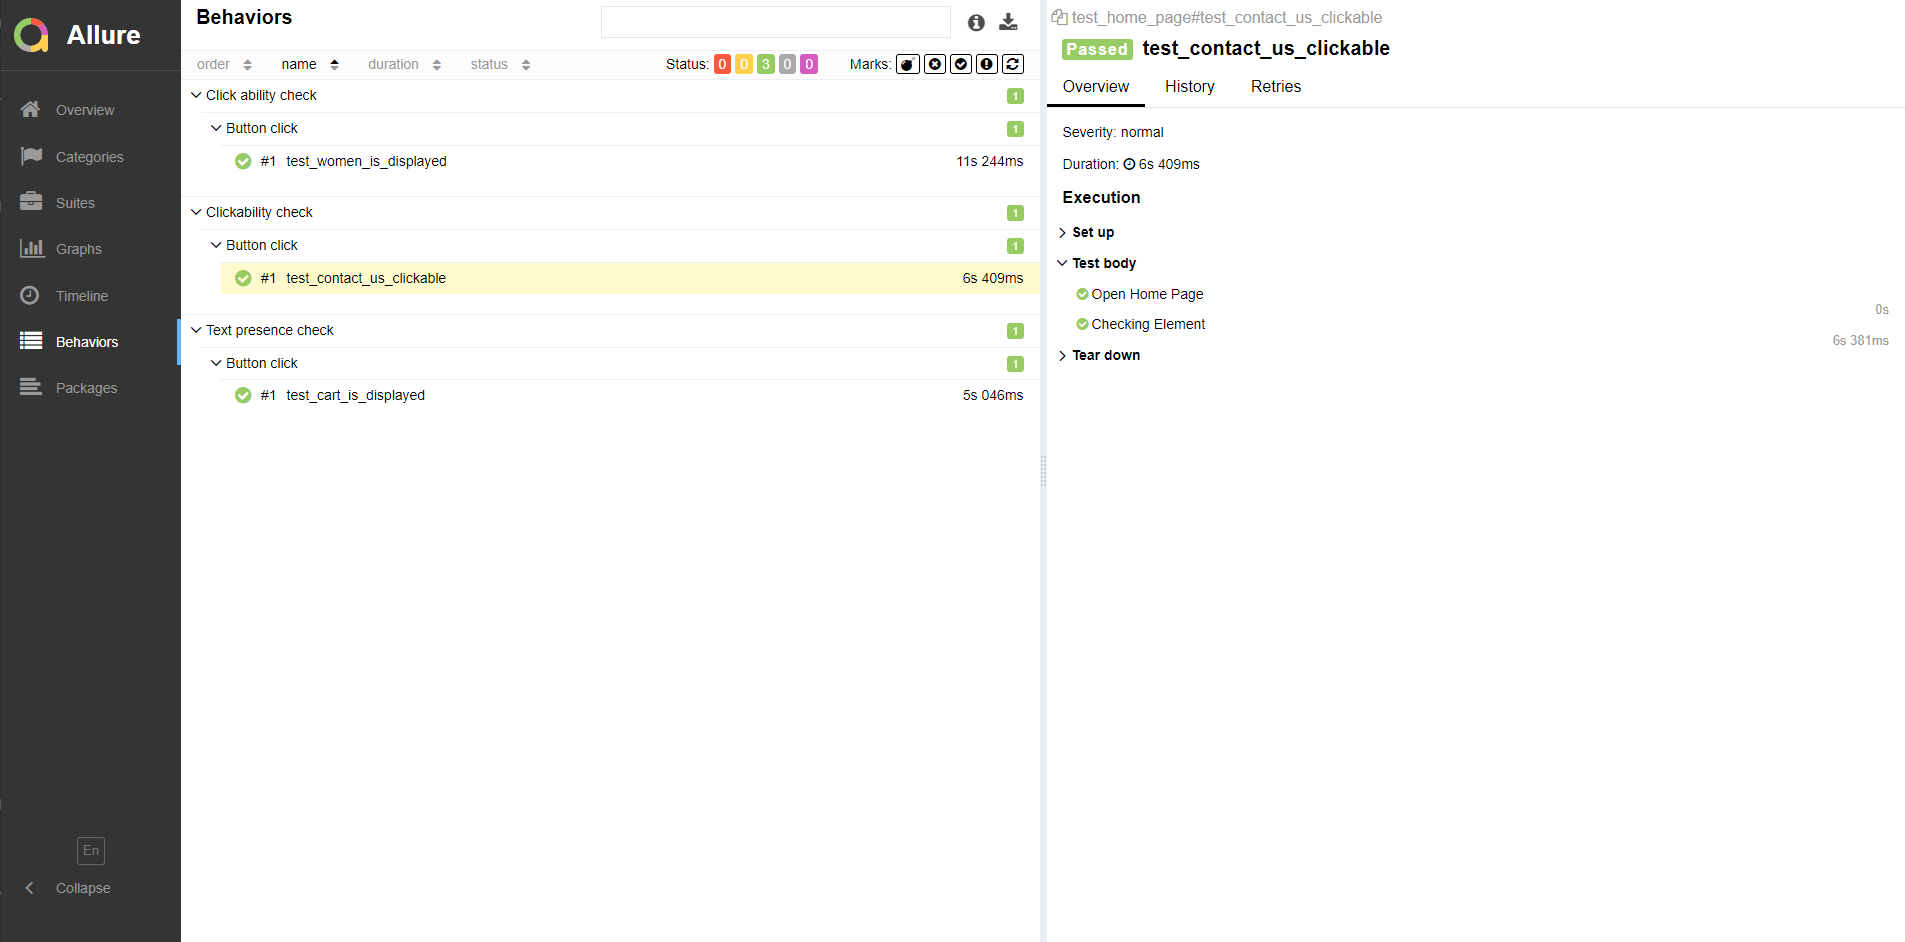 Allure
Overview
Categories
Suites
Graphs
Timeline
Behaviors
Packages
En
Collapse
Behaviors
order name duration status Status: 0 0 3 0 0 Marks:
Click ability check 1
Button click 1
#1 test_women_is_displayed 11s 244ms
Clickability check 1
Button click 1
#1 test_contact_us_clickable 6s 409ms
Text presence check 1
Button click 1
#1 test_cart_is_displayed 5s 046ms
test_home_page#test_contact_us_clickable
Passed test_contact_us_clickable
Overview History Retries
Severity: normal
Duration: 6s 409ms
Execution
Set up
Test body
Open Home Page
0s
Checking Element
6s 381ms
Tear down